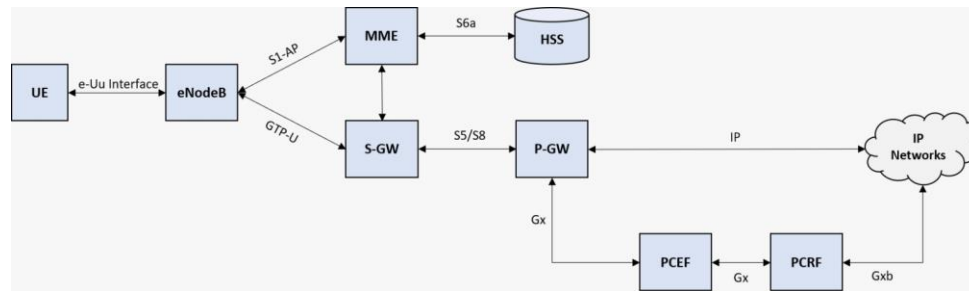 MME
S6a
HSS
S1-AP
UE
e-Uu Interface
eNodeB
GTP-U
S-GW
S5/S8
P-GW
IP
IP
Networks
Gx
PCEF
Gx
PCRF
Gxb